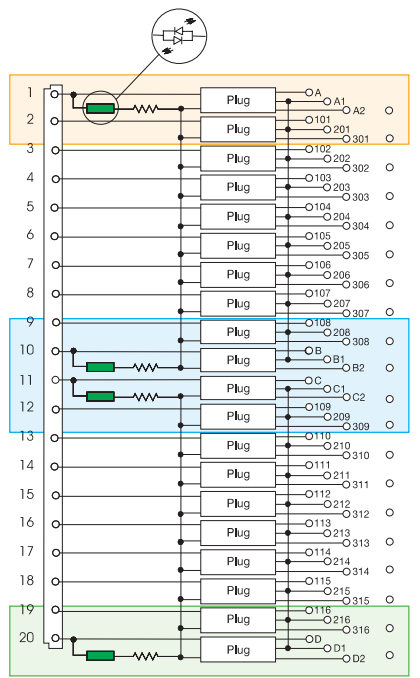 1 Plug A
A1
A2
2 Plug 101
201
301
3 Plug 102
202
302
4 Plug 103
203
303
5 Plug 104
204
304
6 Plug 105
205
305
7 Plug 106
206
306
8 Plug 107
207
307
9 Plug 108
208
308
10 Plug B
B1
B2
11 Plug C
C1
C2
12 Plug 109
209
309
13 Plug 110
210
310
14 Plug 111
211
311
15 Plug 112
212
312
16 Plug 113
213
313
17 Plug 114
214
314
18 Plug 115
215
315
19 Plug 116
216
316
20 Plug D
D1
D2